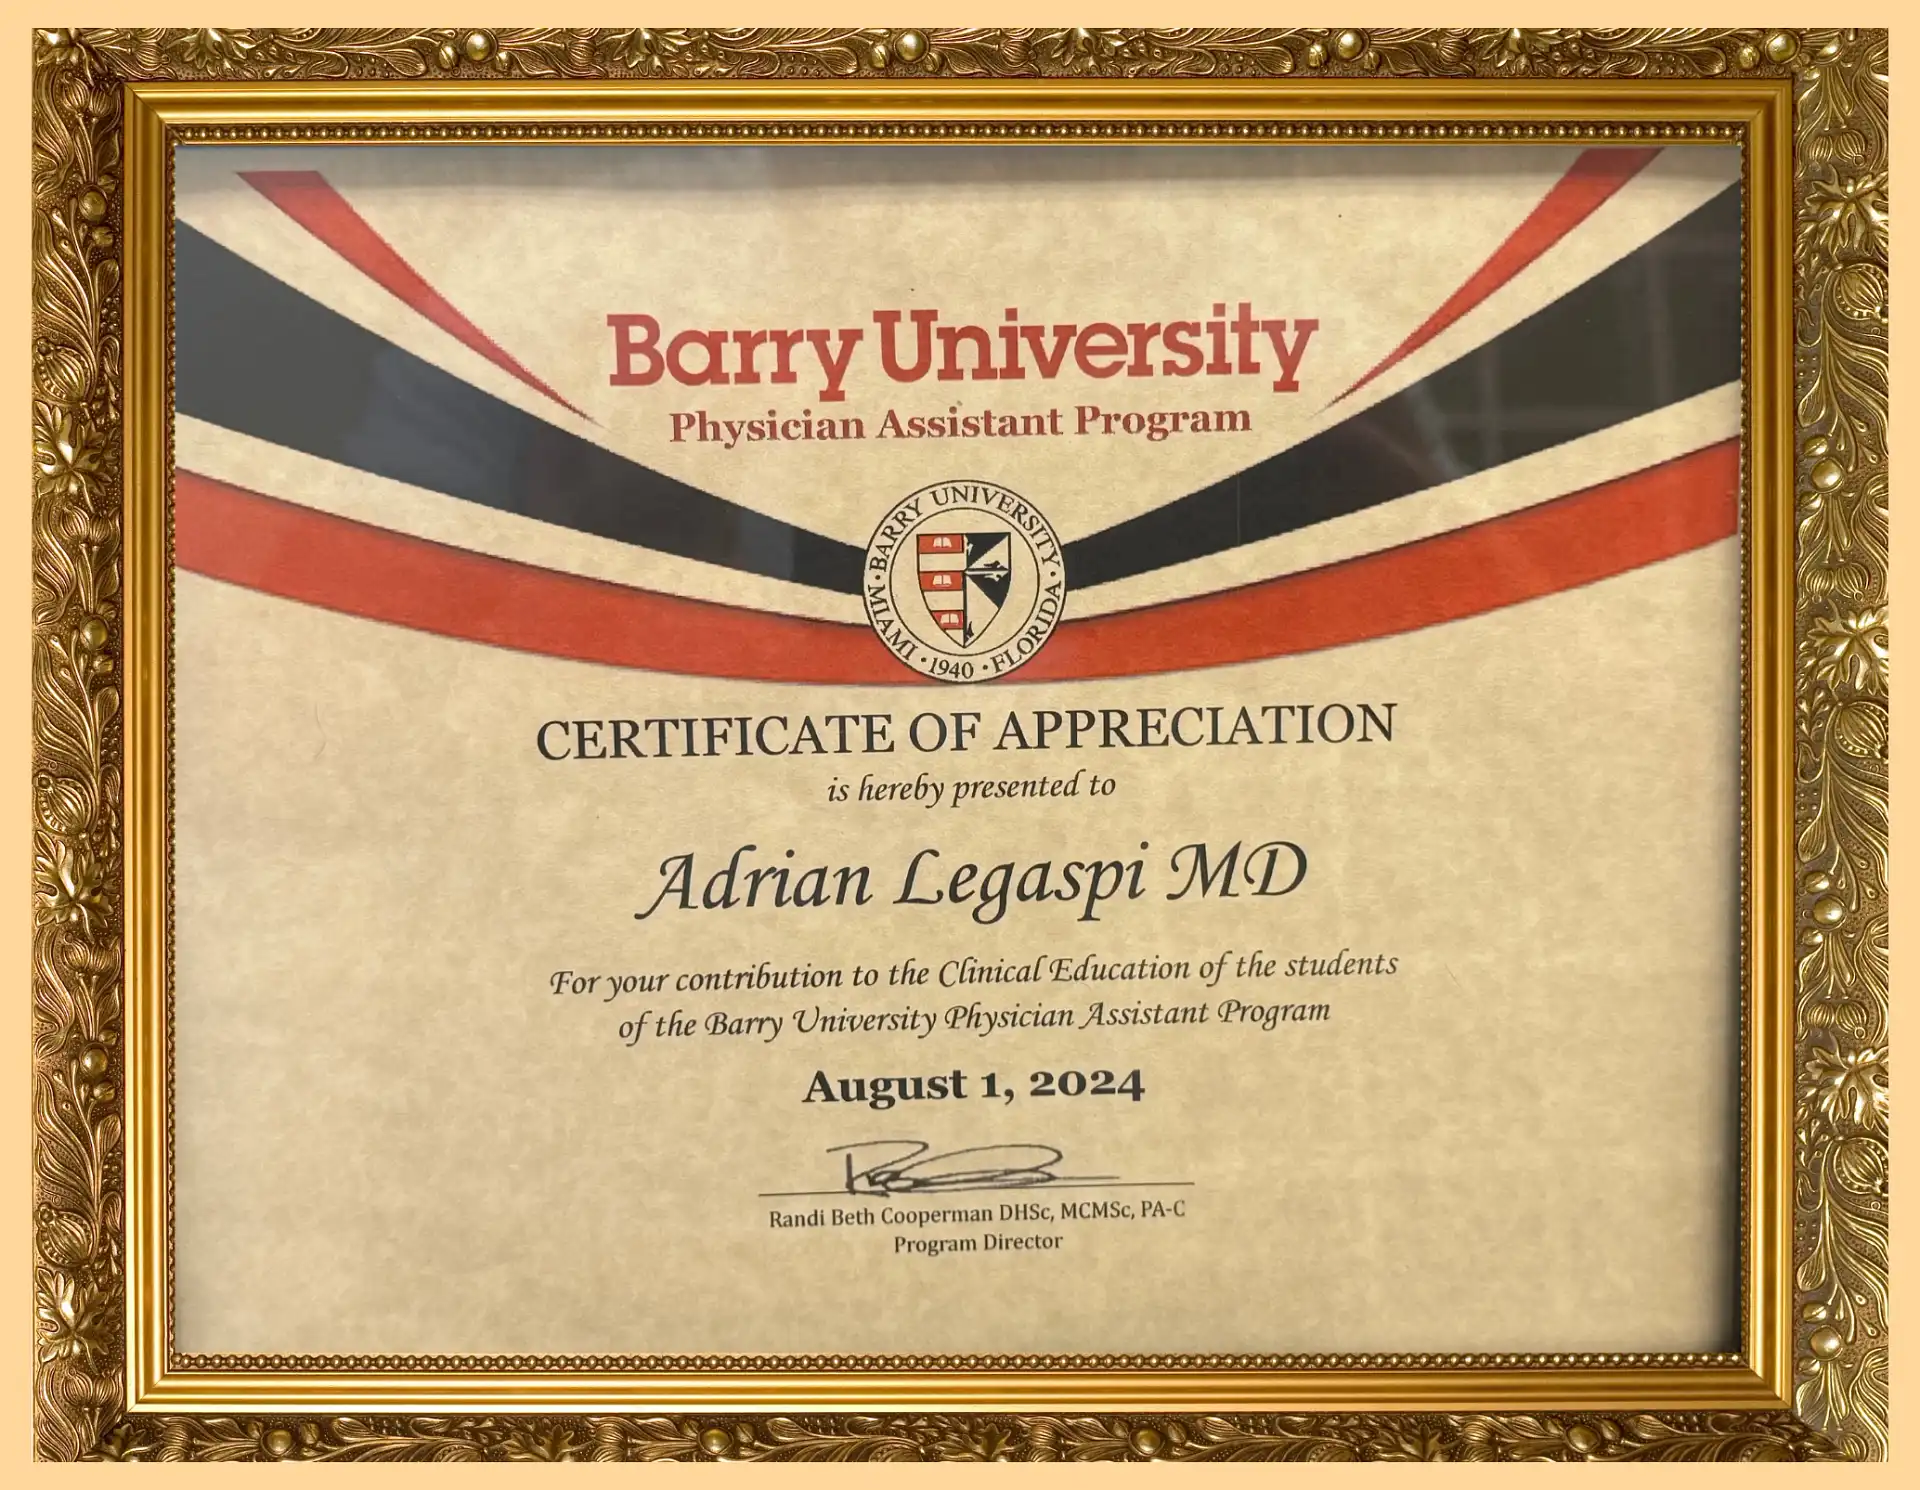 Barry University
Physician Assistant Program
BARRY UNIVERSITY · MIAMI · 1940 · FLORIDA ·
CERTIFICATE OF APPRECIATION
is hereby presented to
Adrian Legaspi MD
For your contribution to the Clinical Education of the students
of the Barry University Physician Assistant Program
August 1, 2024
Randi Beth Cooperman DHSc, MCMSc, PA-C
Program Director